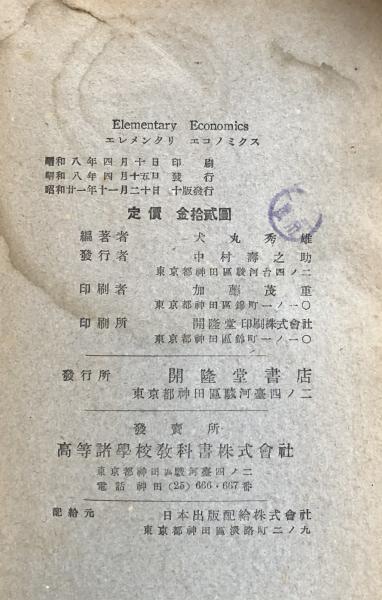 Elementary Economics
エレメンタリ エコノミクス
昭和八年四月十日 印刷
昭和八年四月十五日 發行
昭和廿一年十一月二十日 十版發行
定價 金拾貳圓
編著者 犬丸秀雄
發行者 中村壽之助
東京都神田區駿河台四ノ二
印刷者 加藤茂重
東京都神田區錦町一ノ一〇
印刷所 開隆堂印刷株式會社
東京都神田區錦町一ノ一〇
發行所 開隆堂書店
東京都神田區駿河臺四ノ二
發賣所
高等諸學校敎科書株式會社
東京都神田區駿河臺四ノ二
電話 神田 (25) 666・667番
配給元 日本出版配給株式會社
東京都神田區淡路町二ノ九